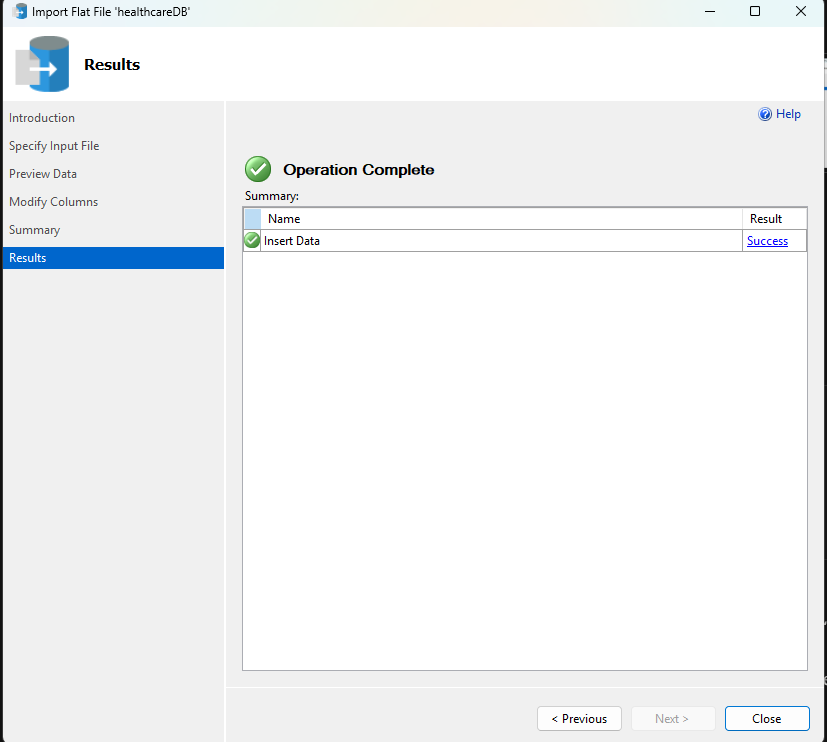 Import Flat File 'healthcareDB'
Results
Introduction
Specify Input File
Preview Data
Modify Columns
Summary
Results
Help
Operation Complete
Summary:
Name Result
Insert Data Success
< Previous Next > Close